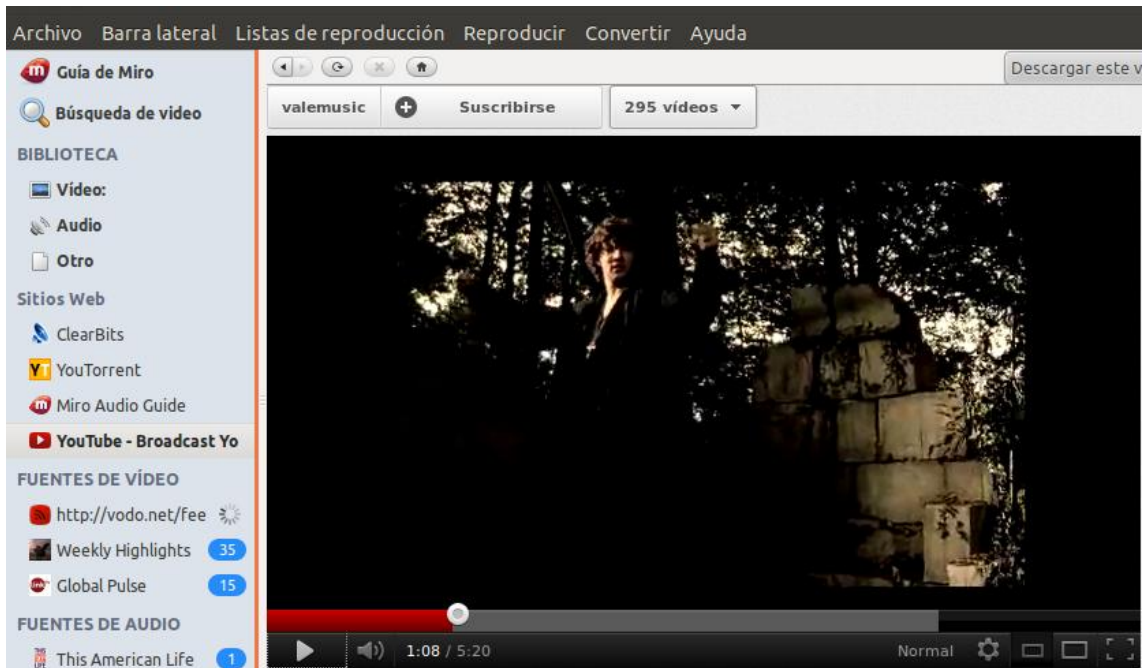 Archivo Barra lateral Listas de reproducción Reproducir Convertir Ayuda
Guía de Miro
Búsqueda de video
BIBLIOTECA
Vídeo:
Audio
Otro
Sitios Web
ClearBits
YT YouTorrent
Miro Audio Guide
YouTube - Broadcast Yo
FUENTES DE VÍDEO
http://vodo.net/fee
Weekly Highlights 35
Global Pulse 15
FUENTES DE AUDIO
This American Life 1
Descargar este v
valemusic Suscribirse 295 vídeos
1:08 / 5:20 Normal